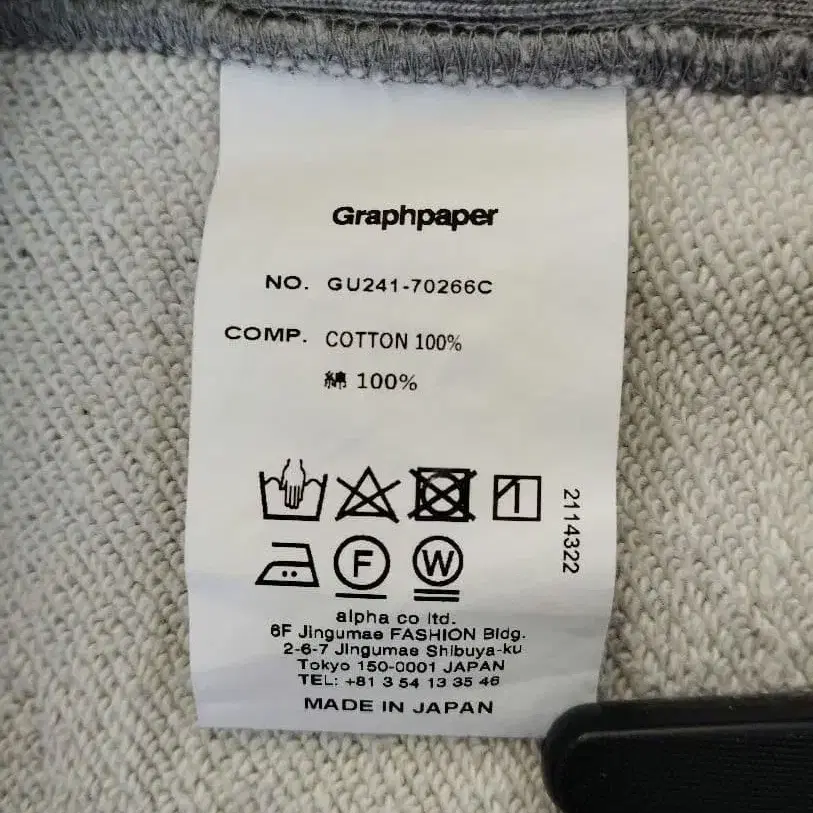 Graphpaper
NO. GU241-70266C
COMP. COTTON 100%
綿 100%
2114322
F
W
alpha co ltd.
6F Jingumae FASHION Bldg.
2-6-7 Jingumae Shibuya-ku
Tokyo 150-0001 JAPAN
TEL: +81 3 54 13 35 46
MADE IN JAPAN